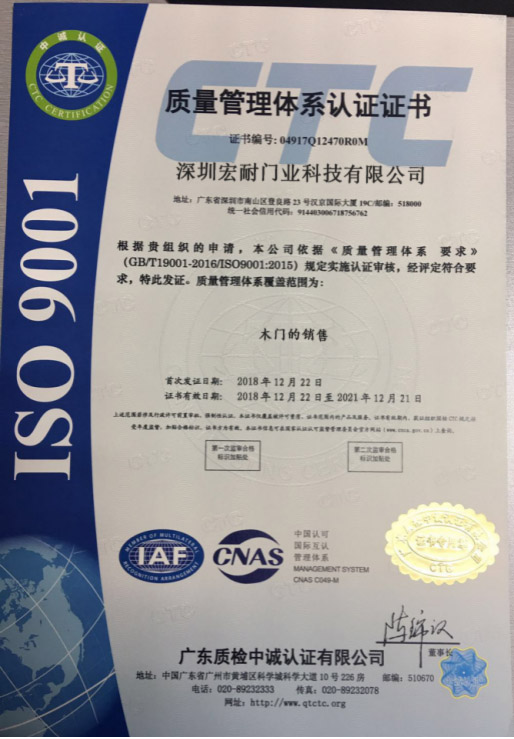 中诚认证
CTC CERTIFICATION
CTC
ISO 9001
质量管理体系认证证书
证书编号: 04917Q12470R0M
深圳宏耐门业科技有限公司
地址: 广东省深圳市南山区登良路 23 号汉京国际大厦 19C/邮编: 518000
统一社会信用代码: 914403006718756762
根据贵组织的申请，本公司依据《质量管理体系 要求》
（GB/T19001-2016/ISO9001:2015）规定实施认证审核，经评定符合要
求，特此发证。质量管理体系覆盖范围为:
木门的销售
首次发证日期: 2018 年 12 月 22 日
证书有效日期: 2018 年 12 月 22 日 至 2021 年 12 月 21 日
第一次监审合格
标识加贴处
第二次监审合格
标识加贴处
MEMBER OF MULTILATERAL
IAF
RECOGNITION ARRANGEMENT
CNAS
中国认可
国际互认
管理体系
MANAGEMENT SYSTEM
CNAS C049-M
CTC
董事长
广东质检中诚认证有限公司
地址: 中国广东省广州市黄埔区科学城科学大道 10 号 226 房 邮编: 510670
电话: 020-89232333 传真: 020-89232078
网址: http://www.qtctc.org